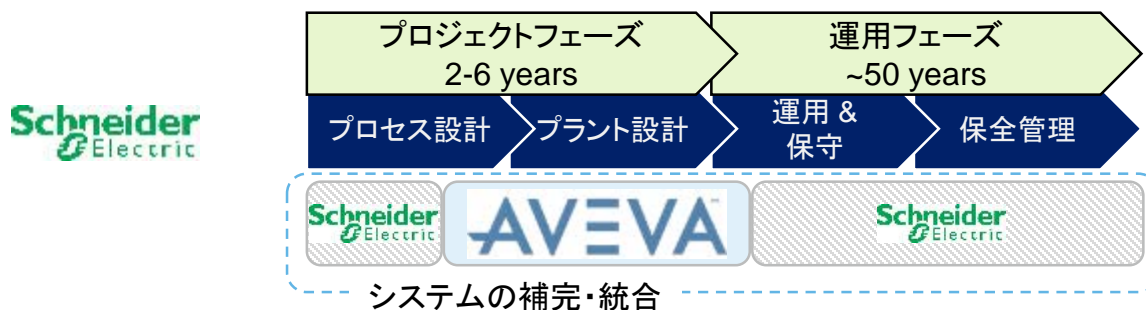 プロジェクトフェーズ
2-6 years
運用フェーズ
~50 years
Schneider
Electric
プロセス設計
プラント設計
運用 &
保守
保全管理
Schneider
Electric
AVEVA
Schneider
Electric
システムの補完・統合